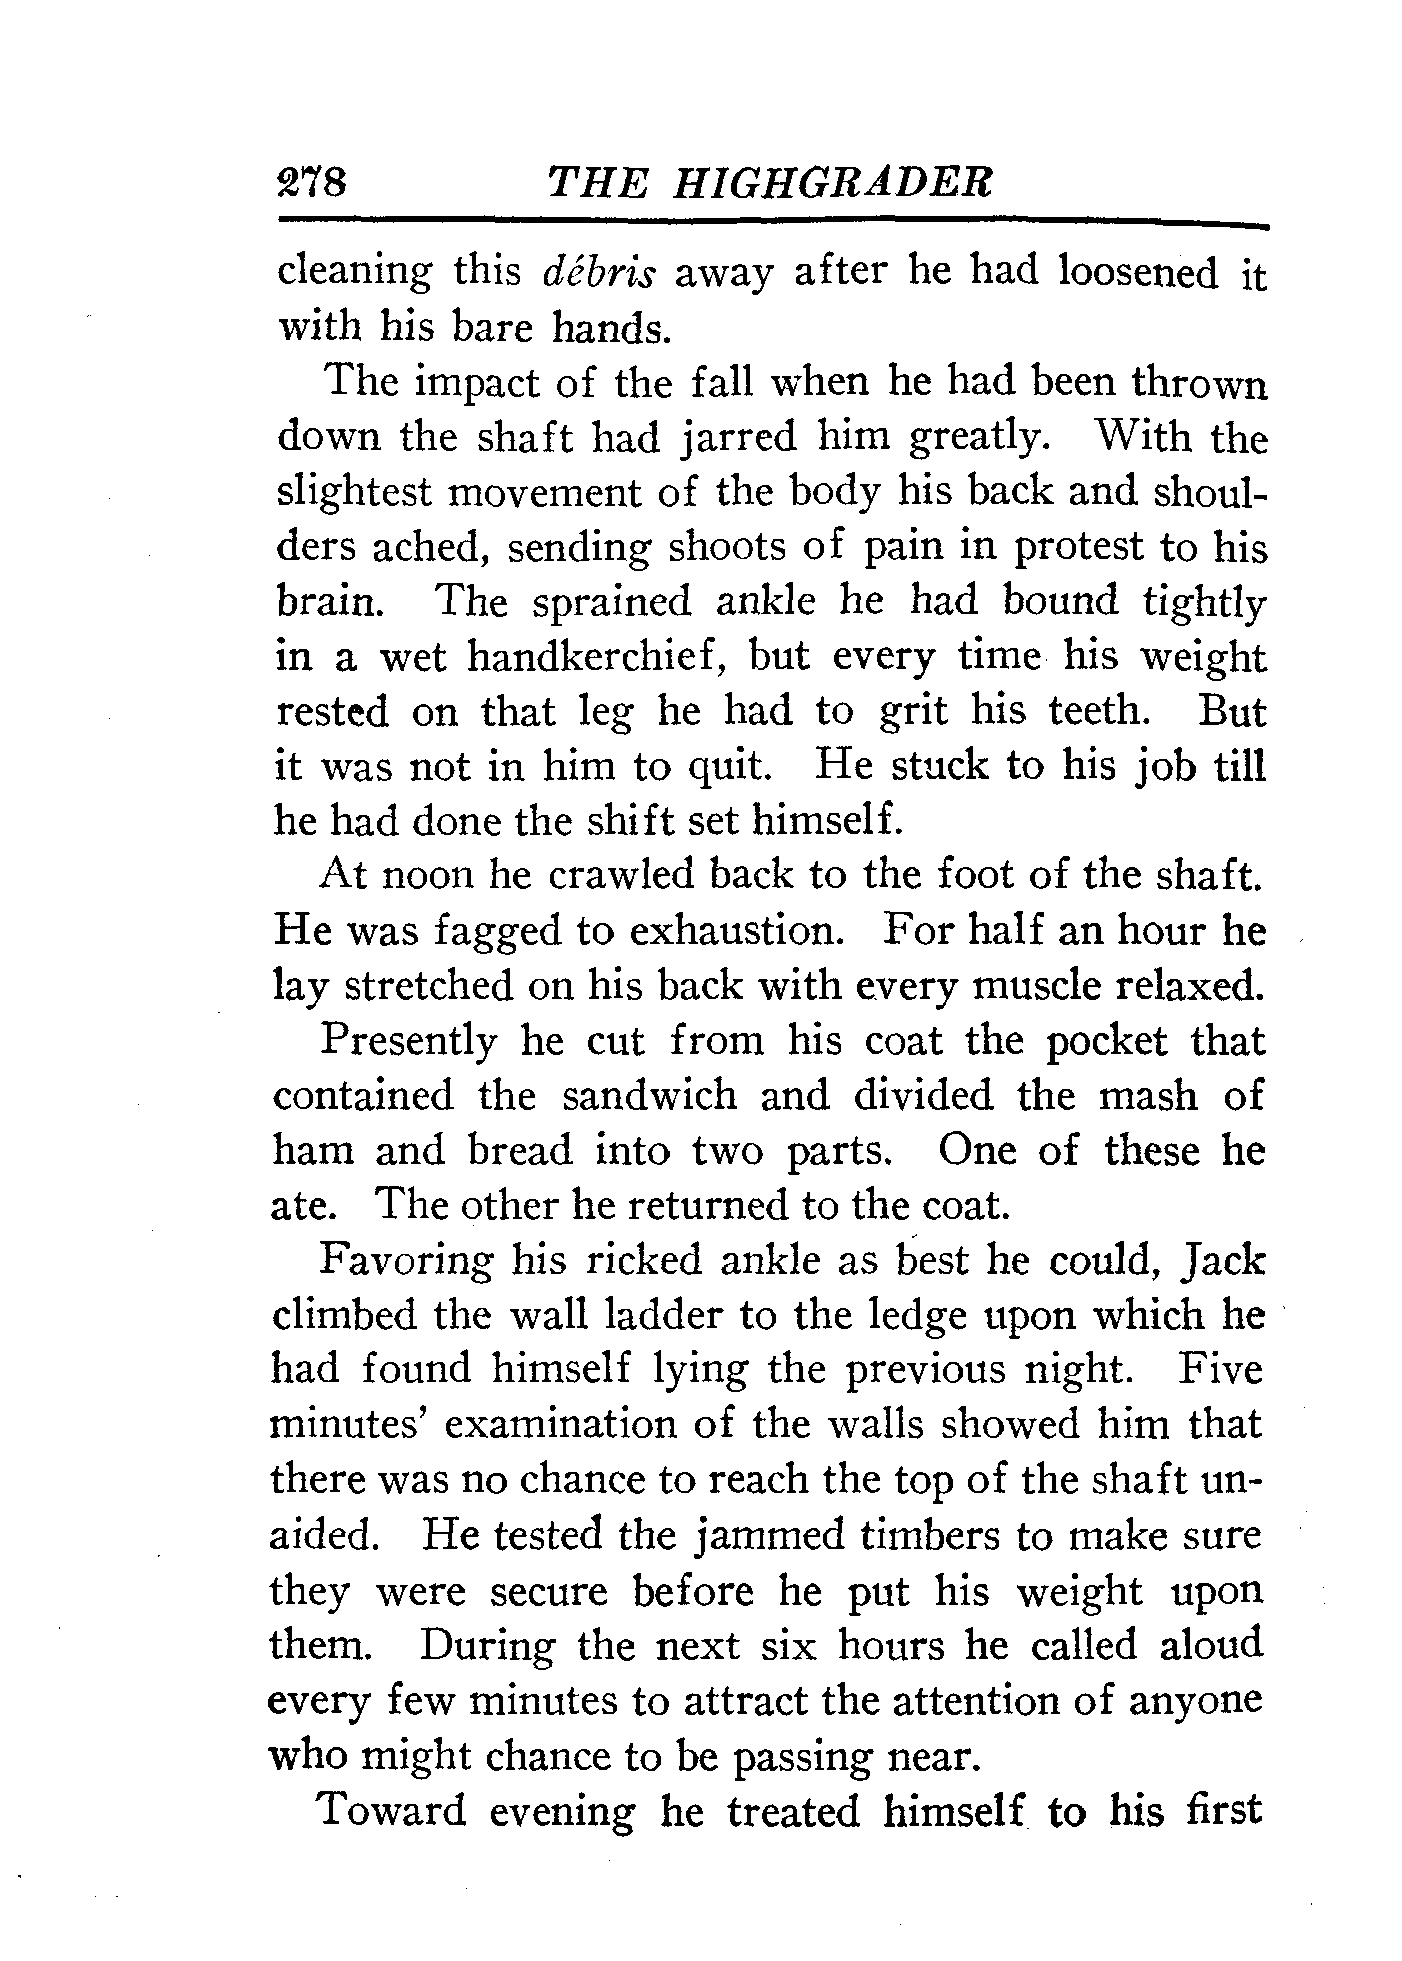 278 THE HIGHGRADER
cleaning this débris away after he had loosened it
with his bare hands.
The impact of the fall when he had been thrown
down the shaft had jarred him greatly. With the
slightest movement of the body his back and shoul-
ders ached, sending shoots of pain in protest to his
brain. The sprained ankle he had bound tightly
in a wet handkerchief, but every time his weight
rested on that leg he had to grit his teeth. But
it was not in him to quit. He stuck to his job till
he had done the shift set himself.
At noon he crawled back to the foot of the shaft.
He was fagged to exhaustion. For half an hour he
lay stretched on his back with every muscle relaxed.
Presently he cut from his coat the pocket that
contained the sandwich and divided the mash of
ham and bread into two parts. One of these he
ate. The other he returned to the coat.
Favoring his ricked ankle as best he could, Jack
climbed the wall ladder to the ledge upon which he
had found himself lying the previous night. Five
minutes' examination of the walls showed him that
there was no chance to reach the top of the shaft un-
aided. He tested the jammed timbers to make sure
they were secure before he put his weight upon
them. During the next six hours he called aloud
every few minutes to attract the attention of anyone
who might chance to be passing near.
Toward evening he treated himself to his first